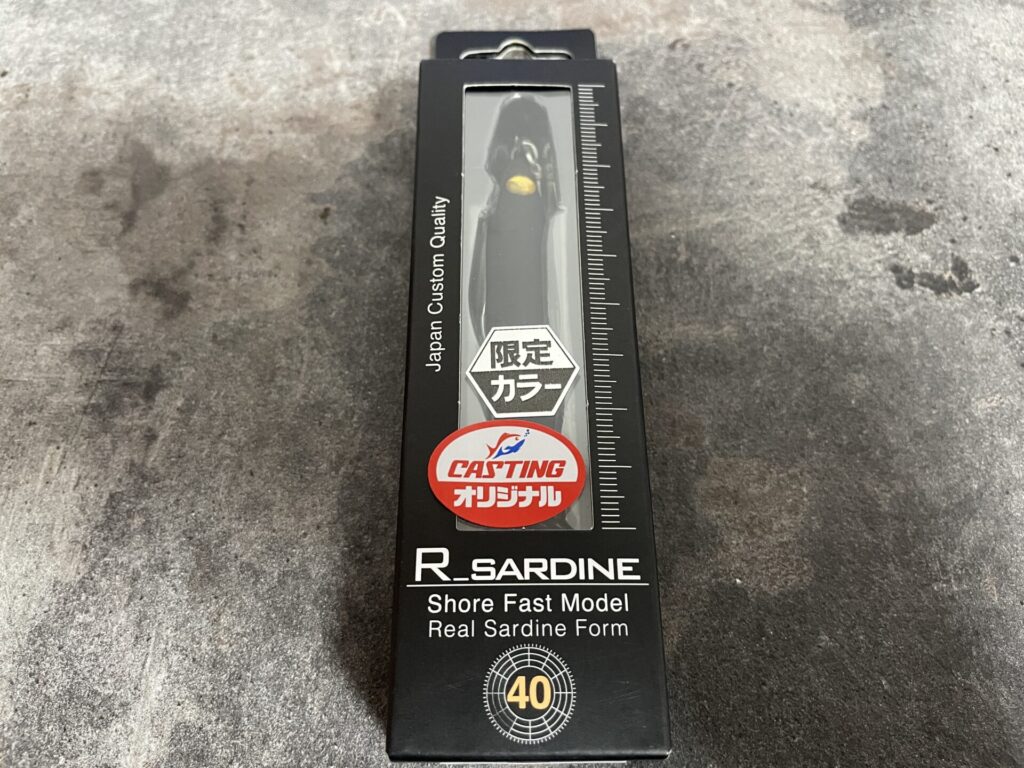 Japan Custom Quality
限定
カラー
CASTING
オリジナル
R_SARDINE
Shore Fast Model
Real Sardine Form
40